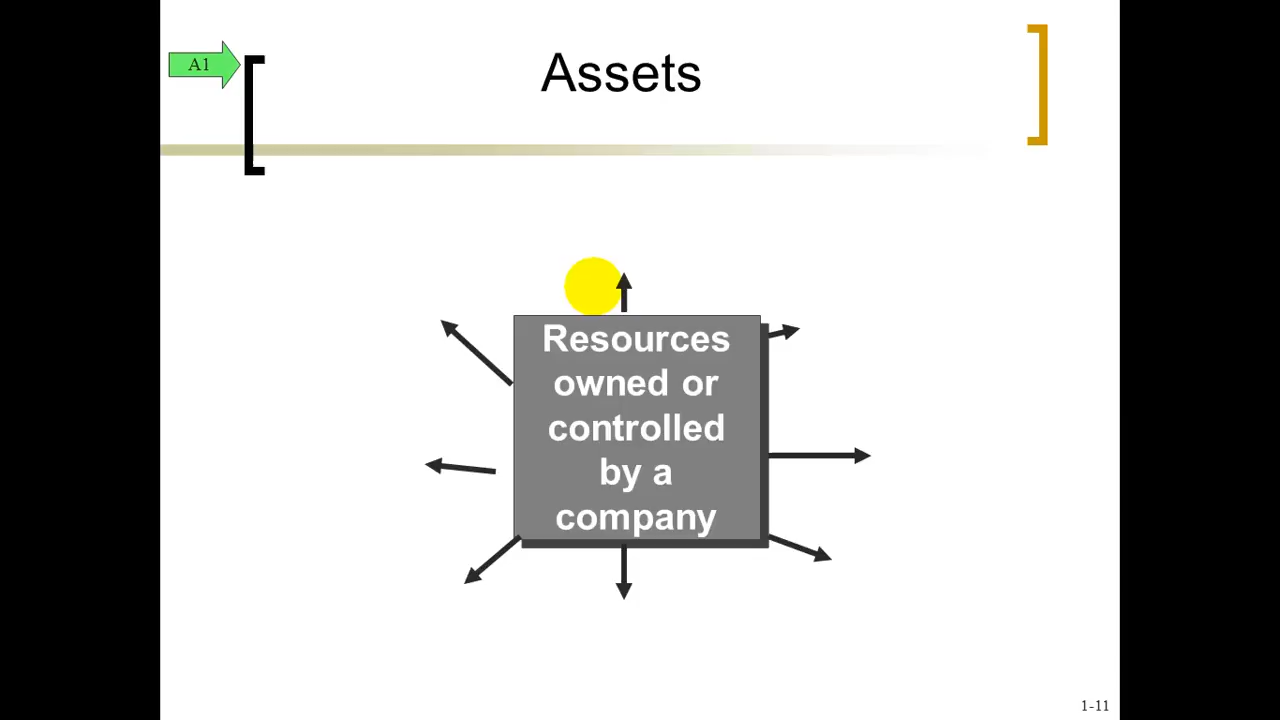 A1
Assets
Resources
owned or
controlled
by a
company
1-11